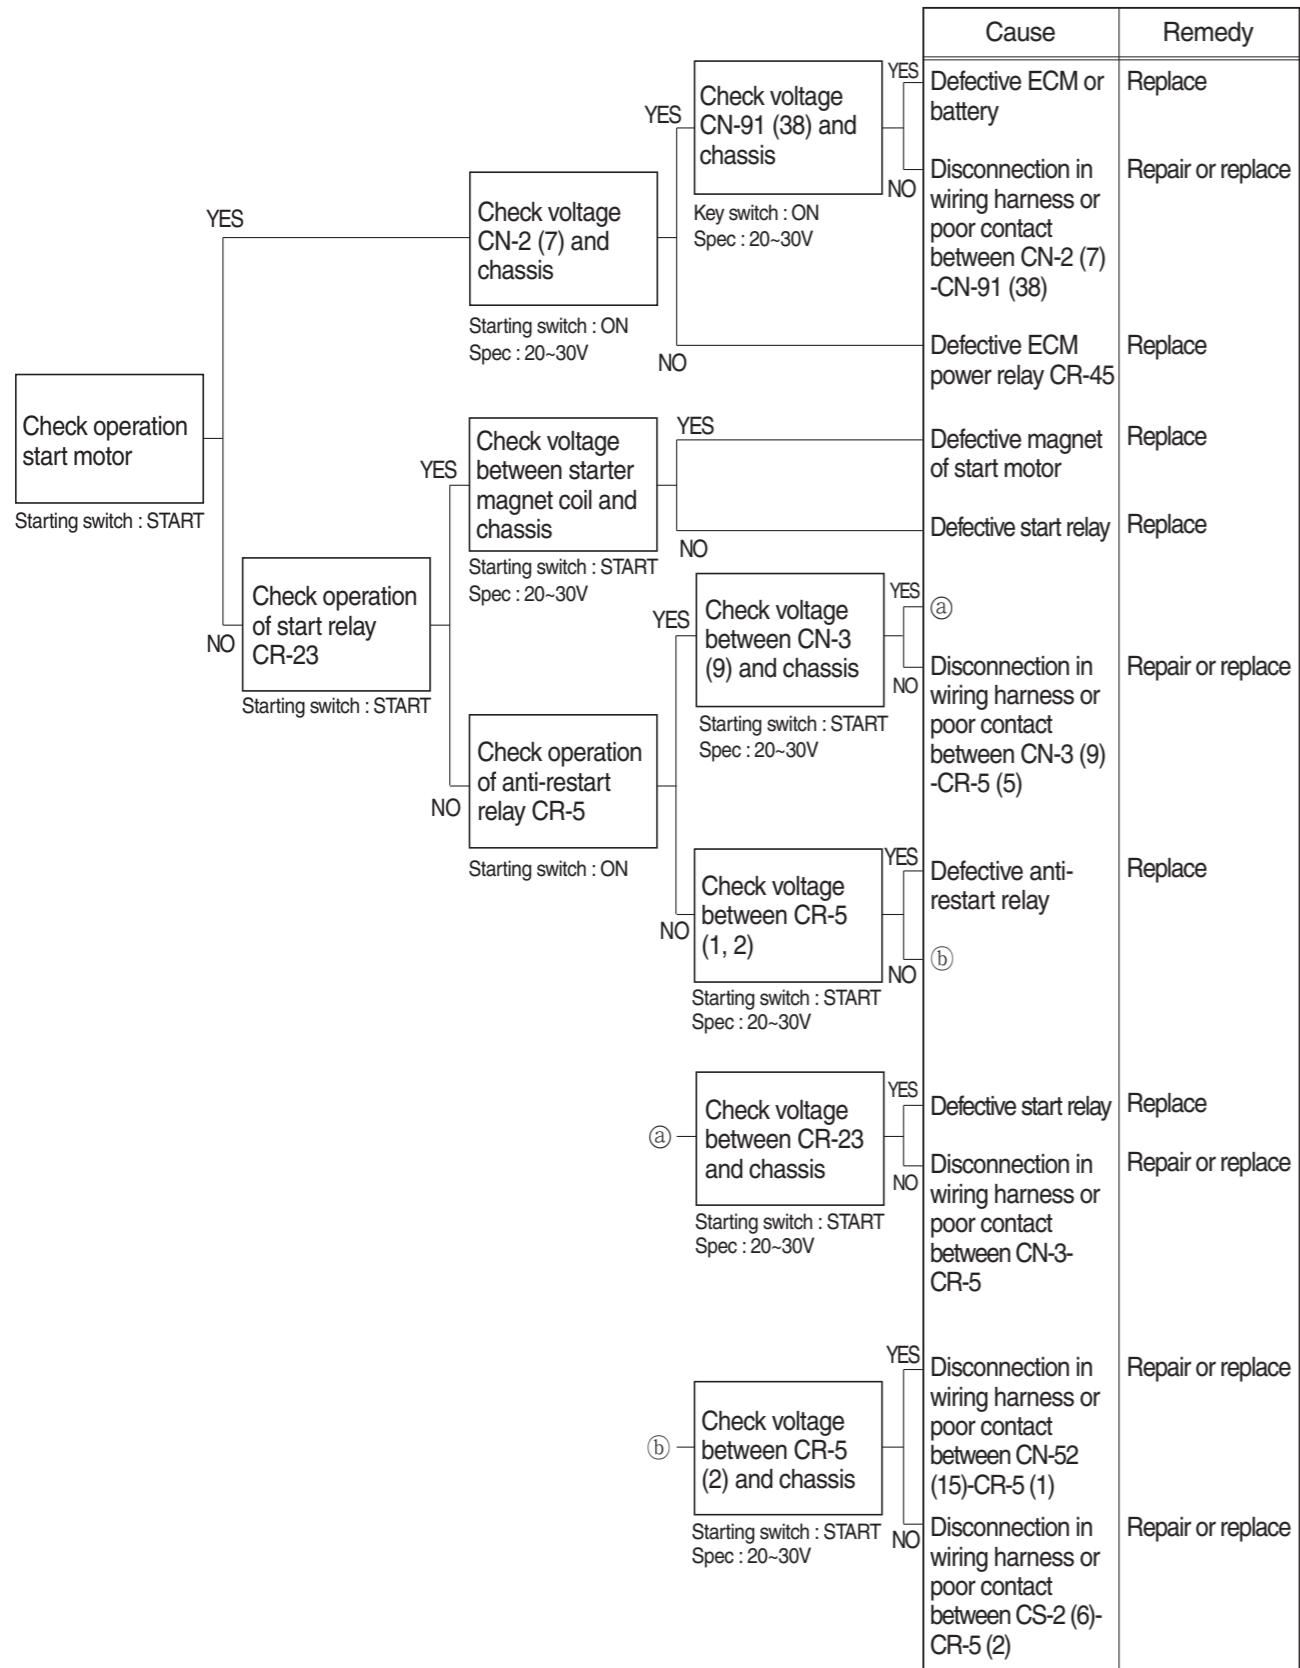 Cause
Remedy
YES
Check voltage
CN-91 (38) and
chassis
YES
Defective ECM or
battery
Replace
NO
Disconnection in
wiring harness or
poor contact
between CN-2 (7)
-CN-91 (38)
Repair or replace
Key switch : ON
Spec : 20~30V
YES
Check voltage
CN-2 (7) and
chassis
Starting switch : ON
Spec : 20~30V
NO
Defective ECM
power relay CR-45
Replace
Check operation
start motor
Starting switch : START
YES
Check voltage
between starter
magnet coil and
chassis
Starting switch : START
Spec : 20~30V
YES
Defective magnet
of start motor
Replace
NO
Defective start relay
Replace
NO
Check operation
of start relay
CR-23
Starting switch : START
YES
Check voltage
between CN-3
(9) and chassis
Starting switch : START
Spec : 20~30V
YES
ⓐ
NO
Disconnection in
wiring harness or
poor contact
between CN-3 (9)
-CR-5 (5)
Repair or replace
NO
Check operation
of anti-restart
relay CR-5
Starting switch : ON
NO
Check voltage
between CR-5
(1, 2)
Starting switch : START
Spec : 20~30V
YES
Defective anti-
restart relay
Replace
NO
ⓑ
ⓐ
Check voltage
between CR-23
and chassis
Starting switch : START
Spec : 20~30V
YES
Defective start relay
Replace
NO
Disconnection in
wiring harness or
poor contact
between CN-3-
CR-5
Repair or replace
ⓑ
Check voltage
between CR-5
(2) and chassis
Starting switch : START
Spec : 20~30V
YES
Disconnection in
wiring harness or
poor contact
between CN-52
(15)-CR-5 (1)
Repair or replace
NO
Disconnection in
wiring harness or
poor contact
between CS-2 (6)-
CR-5 (2)
Repair or replace